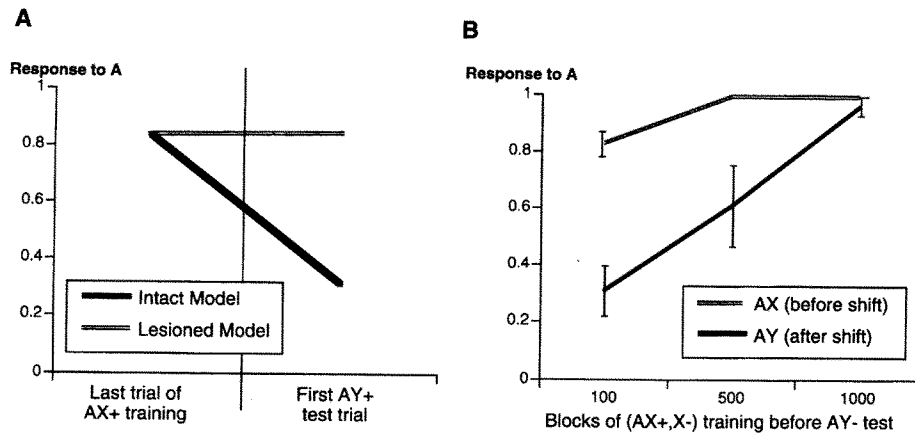 A
Response to A
1
0.8
0.6
0.4
0.2
0
Intact Model
Lesioned Model
Last trial of
AX+ training
First AY+
test trial
B
Response to A
1
0.8
0.6
0.4
0.2
0
AX (before shift)
AY (after shift)
100
500
1000
Blocks of (AX+,X-) training before AY- test